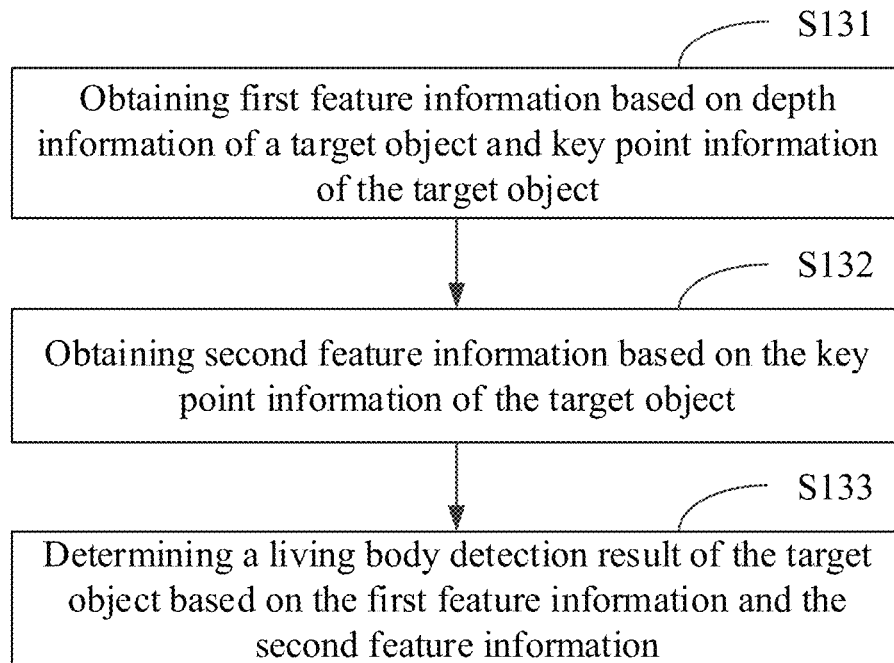 S131
Obtaining first feature information based on depth
information of a target object and key point information
of the target object
S132
Obtaining second feature information based on the key
point information of the target object
S133
Determining a living body detection result of the target
object based on the first feature information and the
second feature information